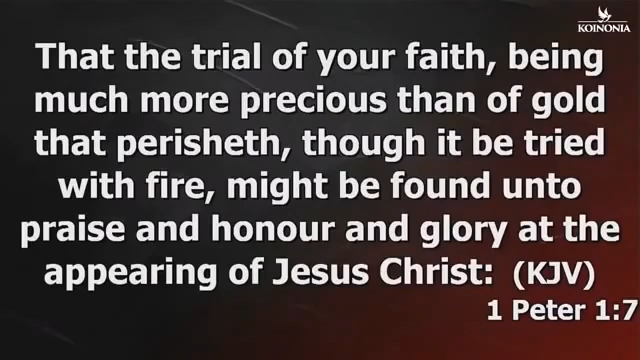 KOINONIA
That the trial of your faith, being
much more precious than of gold
that perisheth, though it be tried
with fire, might be found unto
praise and honour and glory at the
appearing of Jesus Christ: (KJV)
1 Peter 1:7